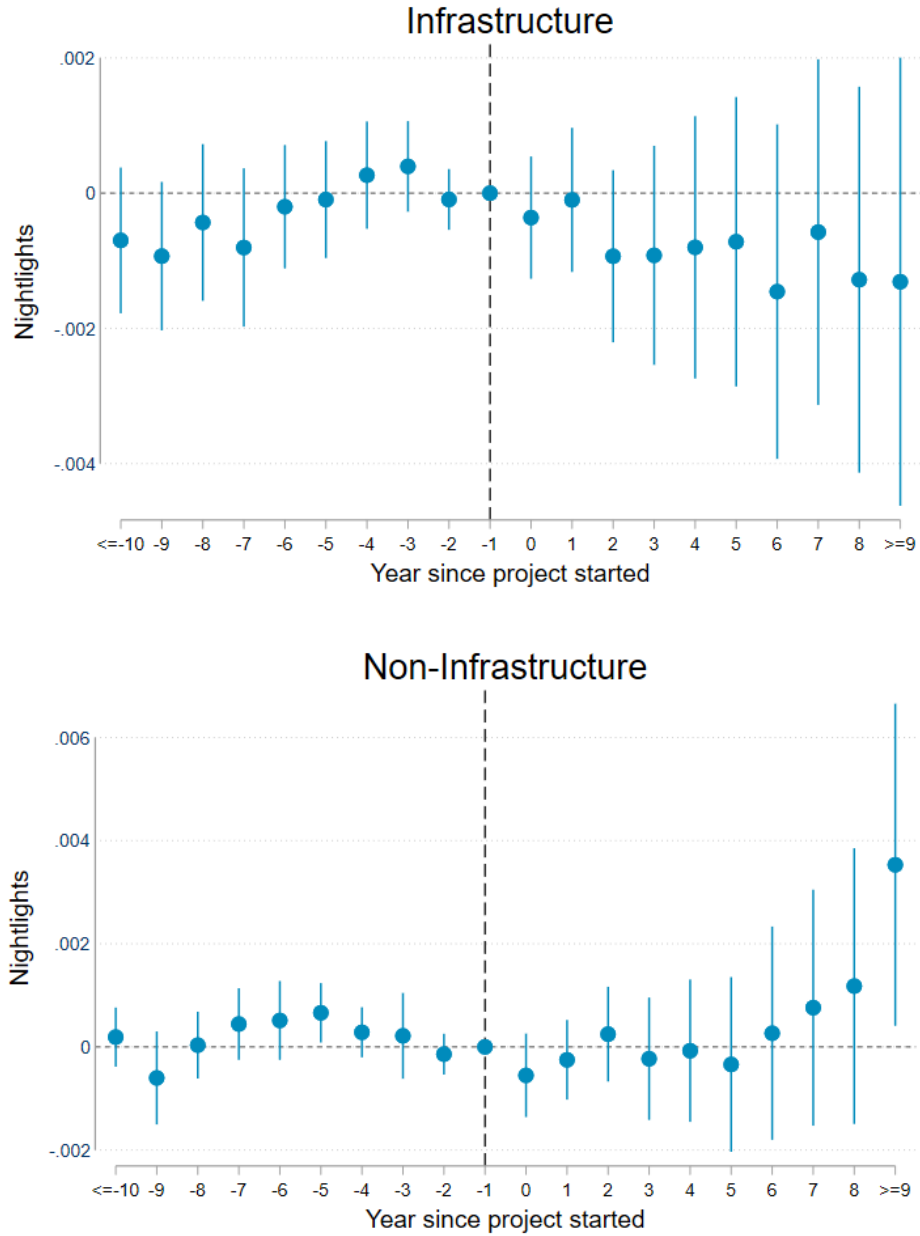 Infrastructure
.002
0
-.002
-.004
Nightlights
<=-10 -9 -8 -7 -6 -5 -4 -3 -2 -1 0 1 2 3 4 5 6 7 8 >=9
Year since project started
Non-Infrastructure
.006
.004
.002
0
-.002
Nightlights
<=-10 -9 -8 -7 -6 -5 -4 -3 -2 -1 0 1 2 3 4 5 6 7 8 >=9
Year since project started